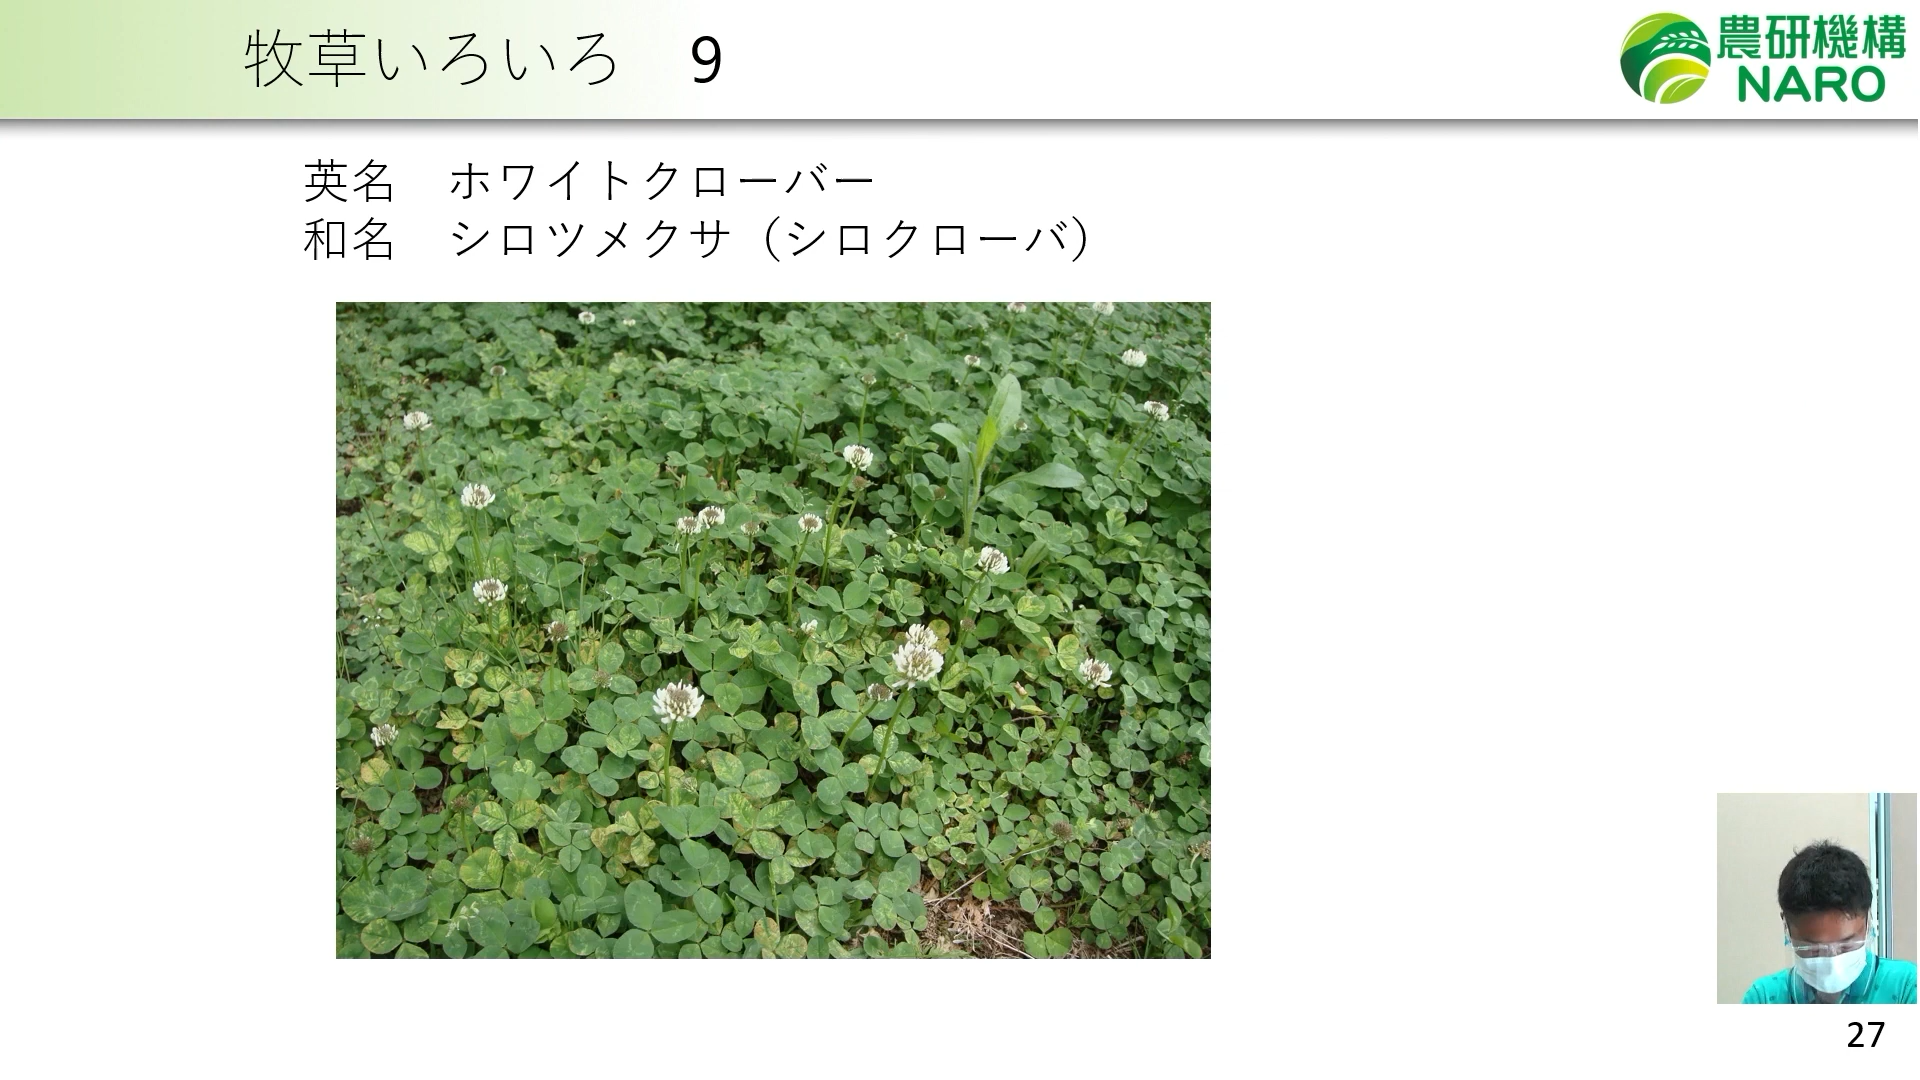 牧草いろいろ　9
農研機構
NARO
英名　ホワイトクローバー
和名　シロツメクサ（シロクローバ）
27